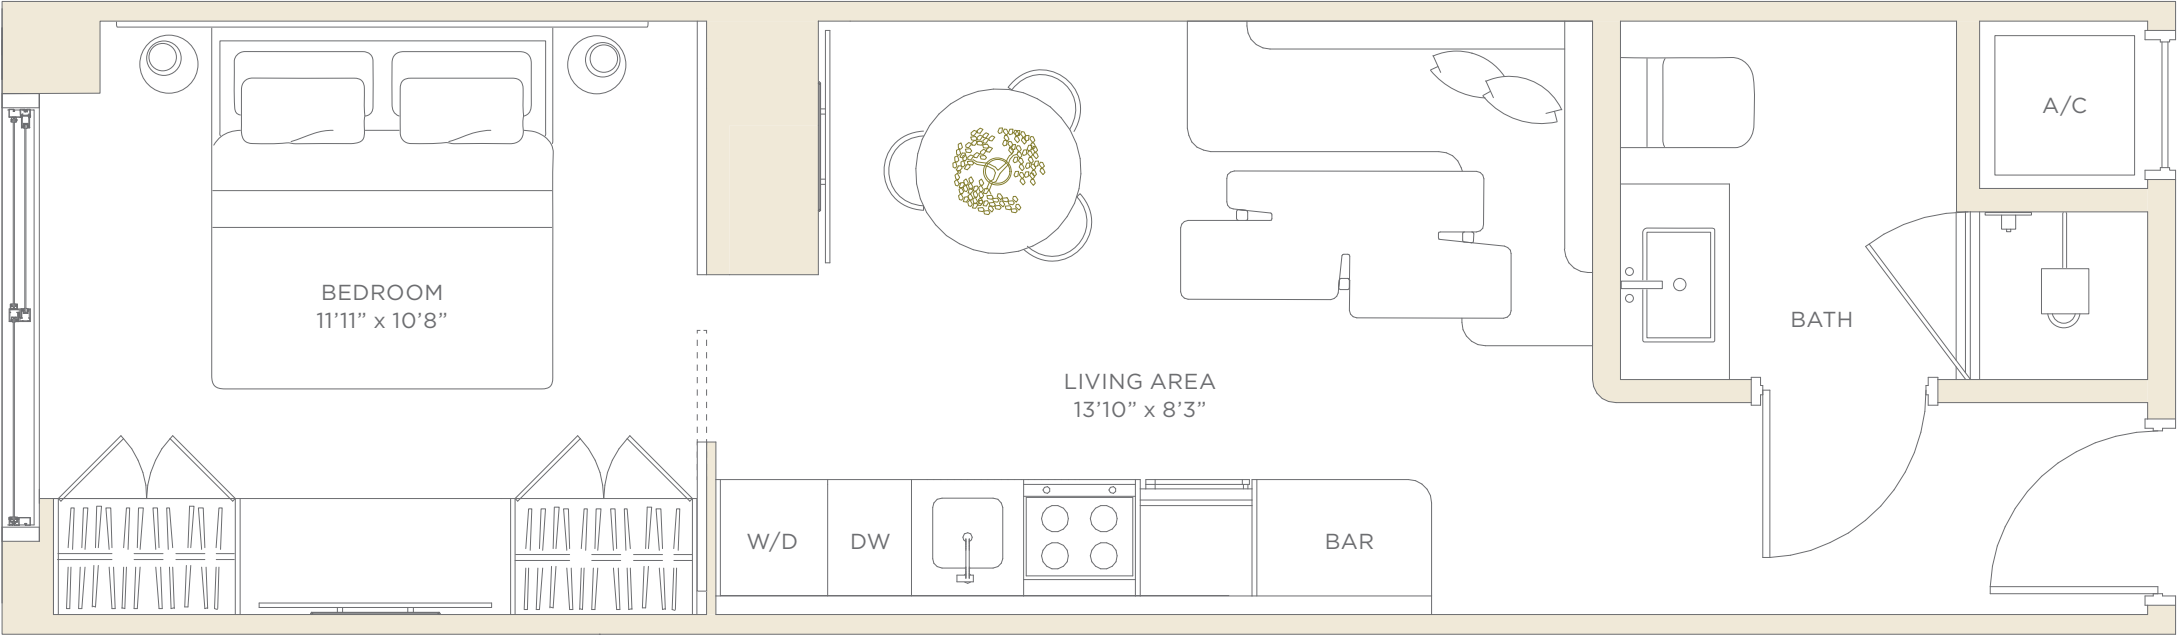 BEDROOM
11’11” x 10’8”
LIVING AREA
13’10” x 8’3”
W/D
DW
BAR
BATH
A/C